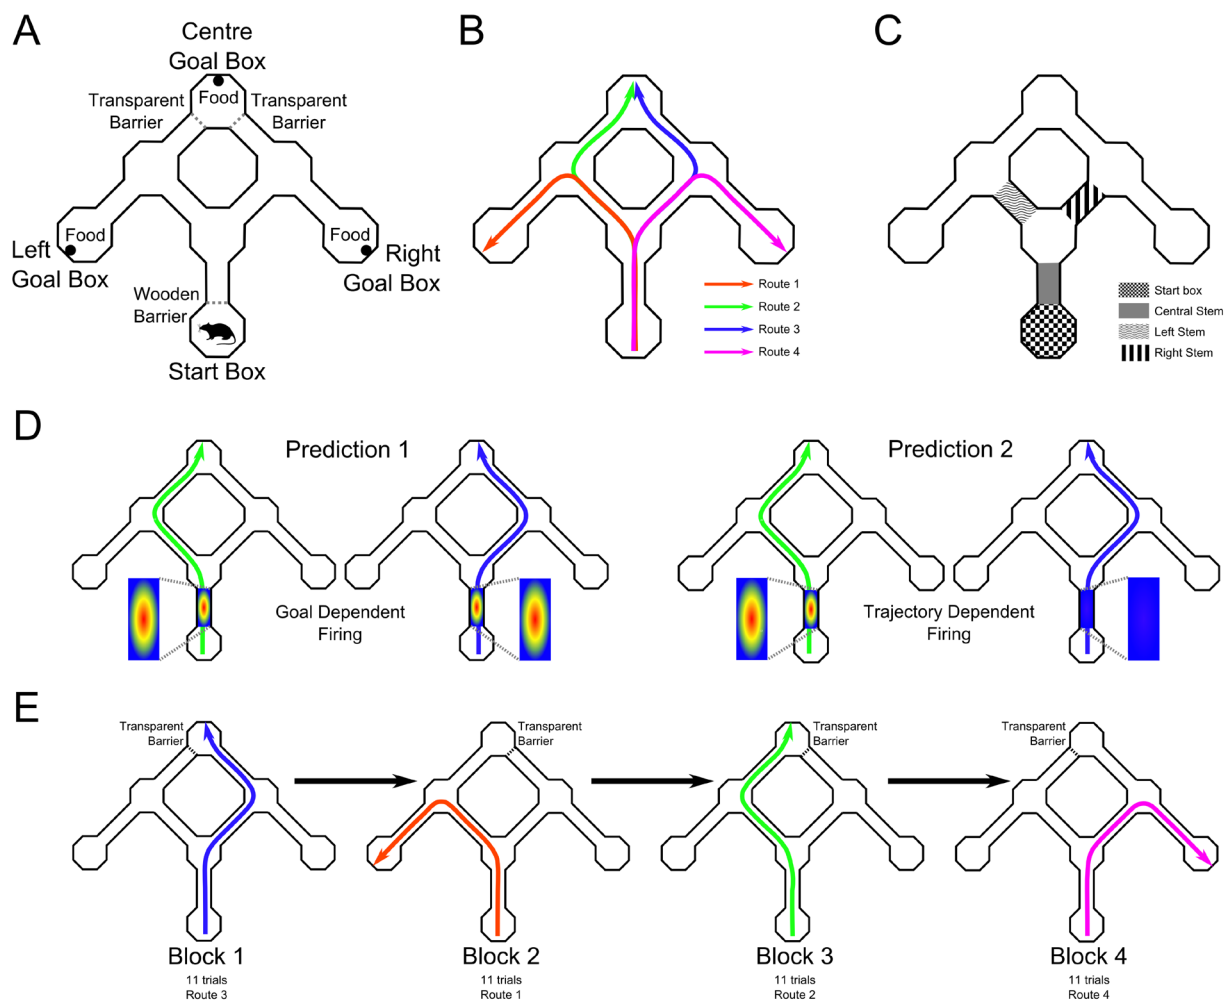 A
Centre
Goal Box
Transparent
Barrier
Food
Transparent
Barrier
Food
Food
Left
Goal Box
Right
Goal Box
Wooden
Barrier
Start Box
B
Route 1
Route 2
Route 3
Route 4
C
Start box
Central Stem
Left Stem
Right Stem
D
Prediction 1
Goal Dependent
Firing
Prediction 2
Trajectory Dependent
Firing
E
Transparent
Barrier
Block 1
11 trials
Route 3
Transparent
Barrier
Block 2
11 trials
Route 1
Transparent
Barrier
Block 3
11 trials
Route 2
Transparent
Barrier
Block 4
11 trials
Route 4